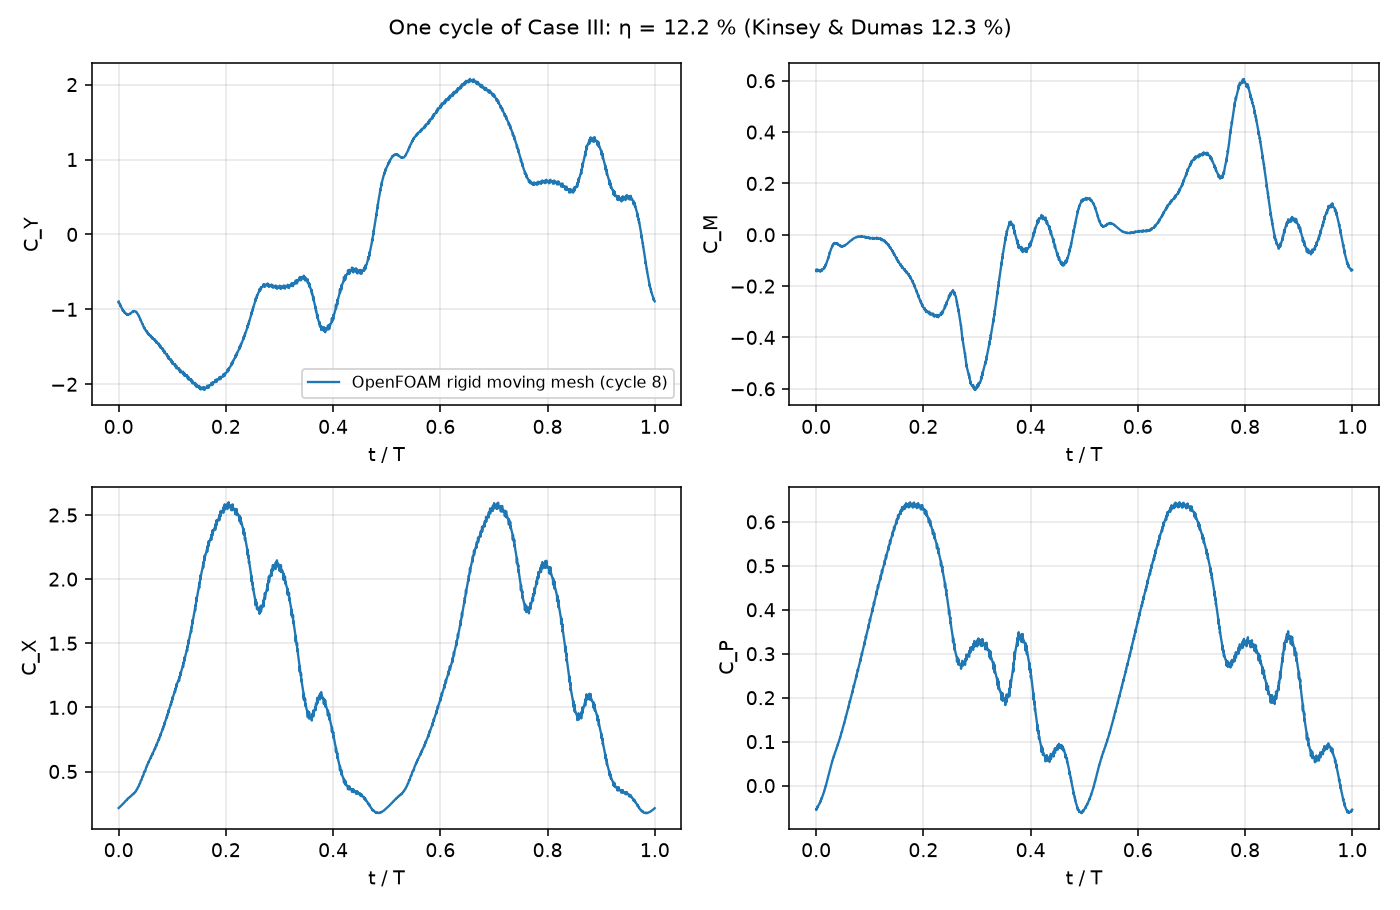 One cycle of Case III: η = 12.2 % (Kinsey & Dumas 12.3 %)
C_Y
2
1
0
−1
−2
OpenFOAM rigid moving mesh (cycle 8)
0.0 0.2 0.4 0.6 0.8 1.0
t / T
C_M
0.6
0.4
0.2
0.0
−0.2
−0.4
−0.6
0.0 0.2 0.4 0.6 0.8 1.0
t / T
C_X
2.5
2.0
1.5
1.0
0.5
0.0 0.2 0.4 0.6 0.8 1.0
t / T
C_P
0.6
0.5
0.4
0.3
0.2
0.1
0.0
0.0 0.2 0.4 0.6 0.8 1.0
t / T